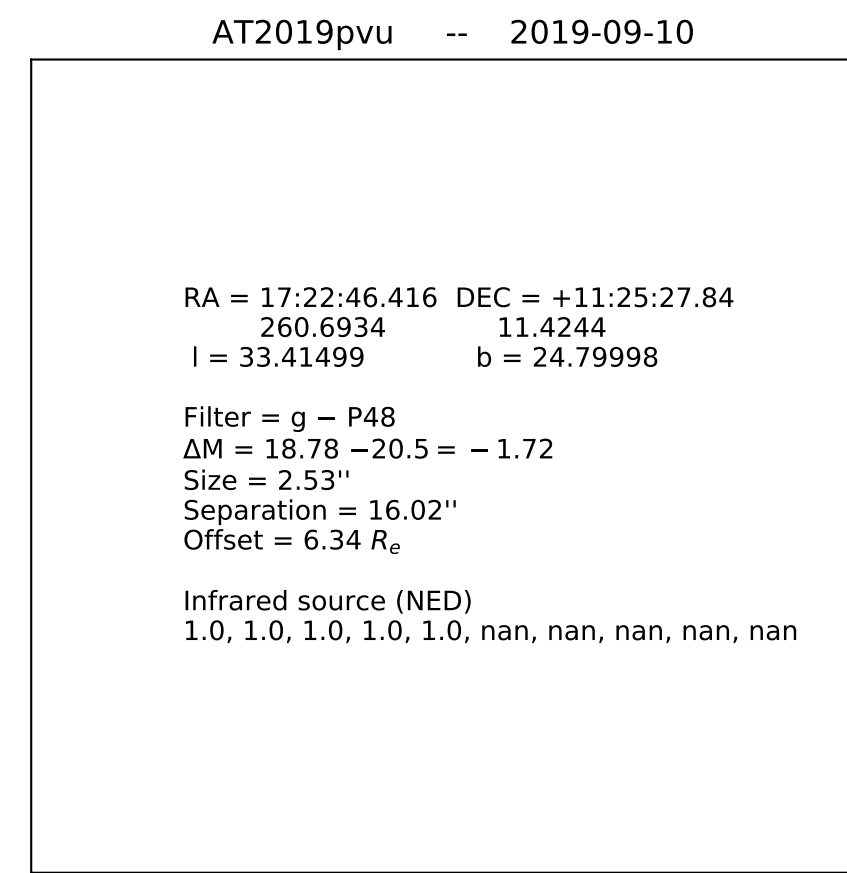 AT2019pvu -- 2019-09-10
RA = 17:22:46.416 DEC = +11:25:27.84
260.6934 11.4244
l = 33.41499 b = 24.79998
Filter = g − P48
ΔM = 18.78 −20.5 = − 1.72
Size = 2.53''
Separation = 16.02''
Offset = 6.34 Re
Infrared source (NED)
1.0, 1.0, 1.0, 1.0, 1.0, nan, nan, nan, nan, nan